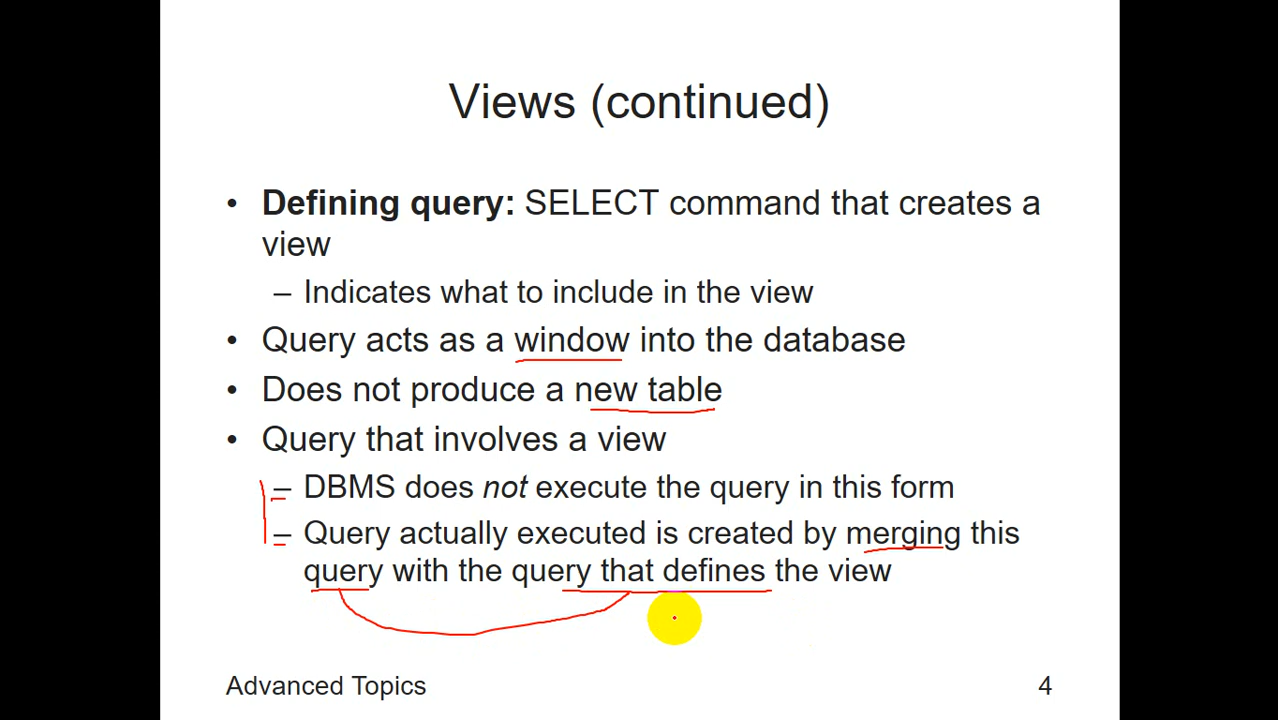 Views (continued)
• Defining query: SELECT command that creates a
view
– Indicates what to include in the view
• Query acts as a window into the database
• Does not produce a new table
• Query that involves a view
– DBMS does not execute the query in this form
– Query actually executed is created by merging this
query with the query that defines the view
Advanced Topics
4